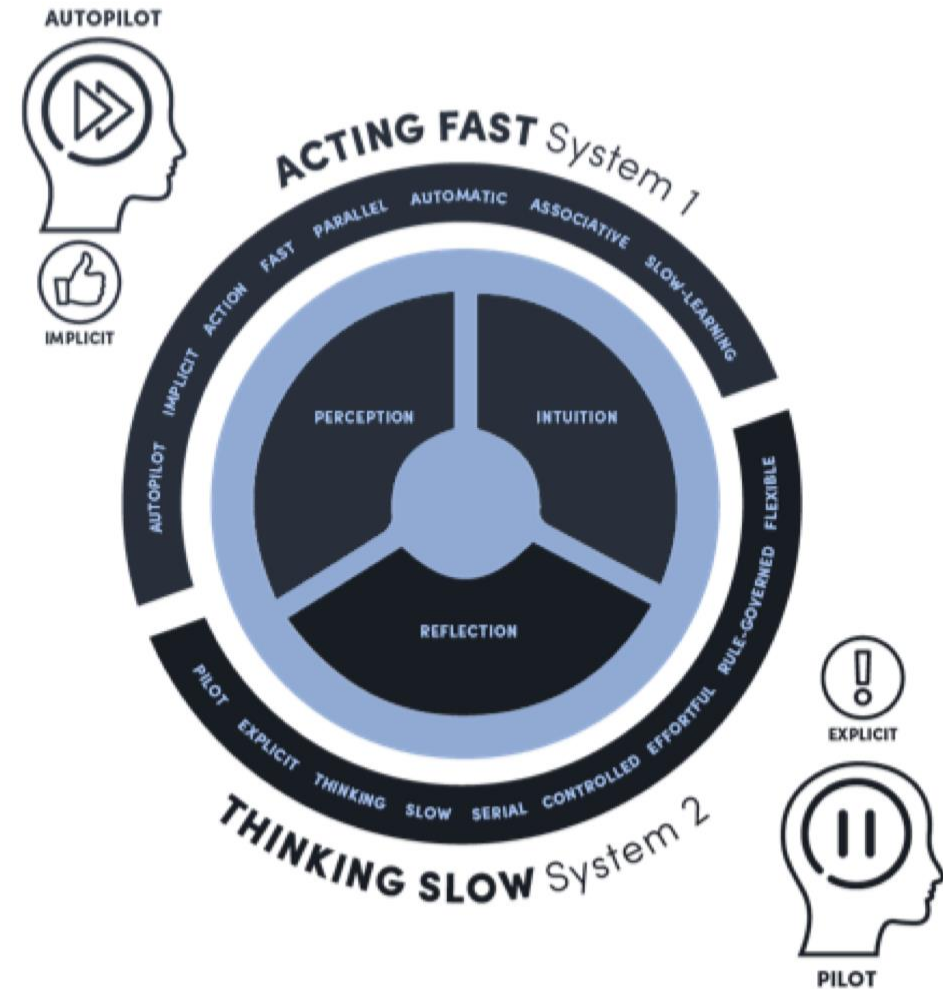 AUTOPILOT
IMPLICIT
ACTING FAST System 1
AUTOPILOT IMPLICIT ACTION FAST PARALLEL AUTOMATIC ASSOCIATIVE SLOW-LEARNING
PERCEPTION
INTUITION
REFLECTION
PILOT EXPLICIT THINKING SLOW SERIAL CONTROLLED EFFORTFUL RULE-GOVERNED FLEXIBLE
THINKING SLOW System 2
EXPLICIT
PILOT